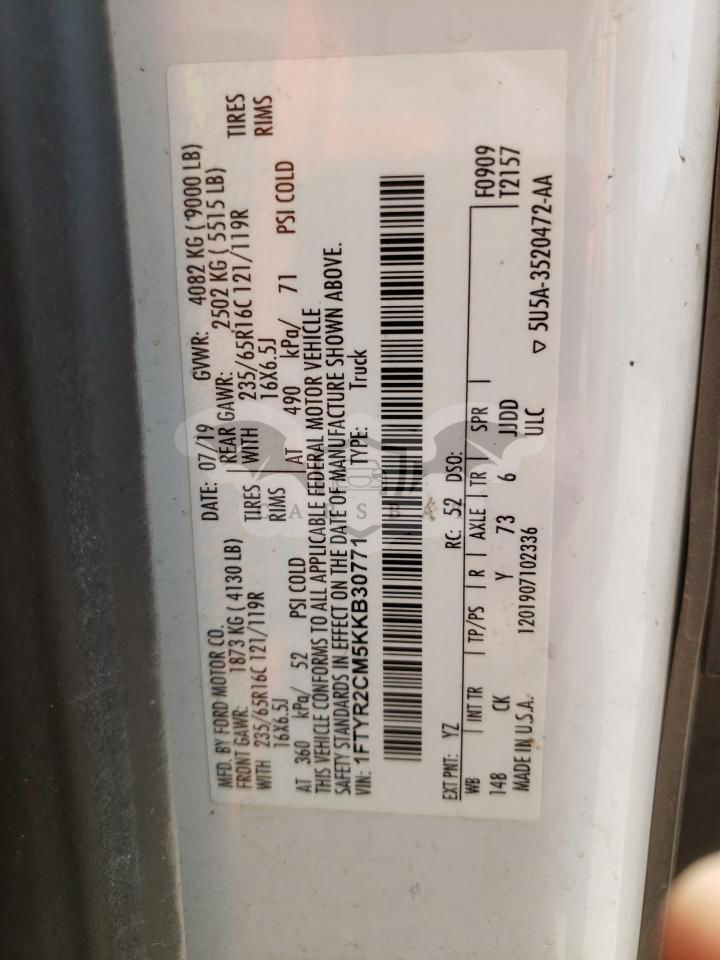 MFD. BY FORD MOTOR CO. DATE: 07/19 GVWR: 4082 KG ( 9000 LB)
FRONT GAWR: 1873 KG ( 4130 LB) REAR GAWR: 2502 KG ( 5515 LB)
WITH 235/65R16C 121/119R TIRES WITH 235/65R16C 121/119R TIRES
16X6.5J RIMS 16X6.5J RIMS
AT 360 kPa/ 52 PSI COLD AT 490 kPa/ 71 PSI COLD
THIS VEHICLE CONFORMS TO ALL APPLICABLE FEDERAL MOTOR VEHICLE
SAFETY STANDARDS IN EFFECT ON THE DATE OF MANUFACTURE SHOWN ABOVE.
VIN: 1FTYR2CM5KKB30771 TYPE: Truck
EXT PNT: YZ RC: 52 DSO: F0909
WB INT TR TP/PS R AXLE TR SPR T2157
148 CK Y 73 6 JJDD
MADE IN U.S.A. 1201907102336 ULC ▽ 5U5A-3520472-AA